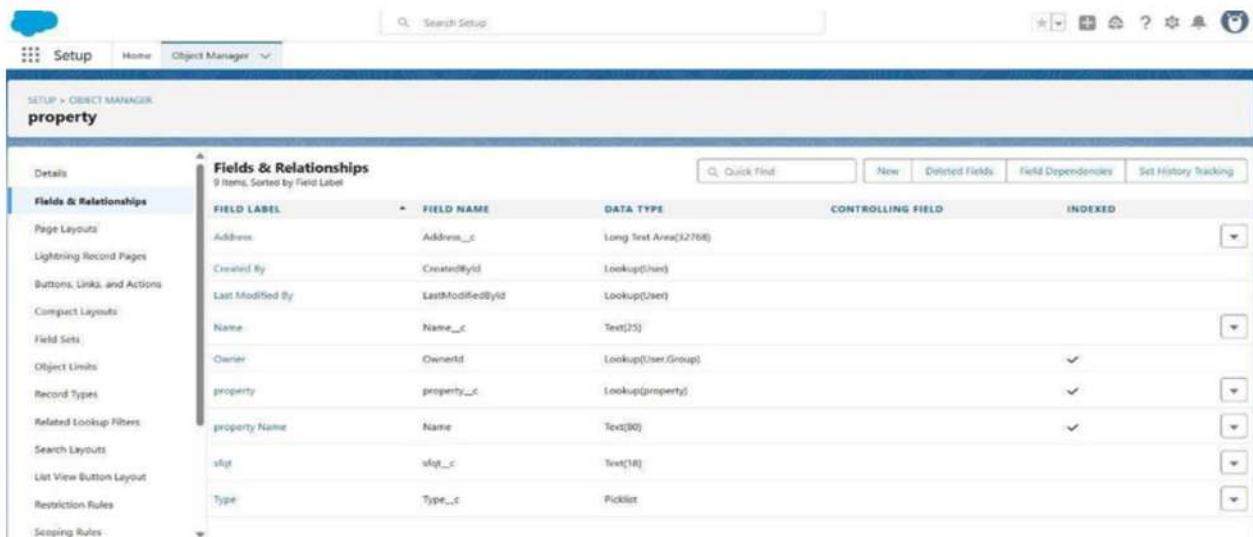 Search Setup
Setup Home Object Manager
SETUP > OBJECT MANAGER
property
Details
Fields & Relationships
Page Layouts
Lightning Record Pages
Buttons, Links, and Actions
Compact Layouts
Field Sets
Object Limits
Record Types
Related Lookup Filters
Search Layouts
List View Button Layout
Restriction Rules
Scoping Rules
Fields & Relationships
9 Items, Sorted by Field Label
Quick Find New Deleted Fields Field Dependencies Set History Tracking
FIELD LABEL FIELD NAME DATA TYPE CONTROLLING FIELD INDEXED
Address Address__c Long Text Area(32768)
Created By CreatedById Lookup(User)
Last Modified By LastModifiedById Lookup(User)
Name Name__c Text(25)
Owner OwnerId Lookup(User,Group)
property property__c Lookup(property)
property Name Name Text(80)
sfqt sfqt__c Text(18)
Type Type__c Picklist